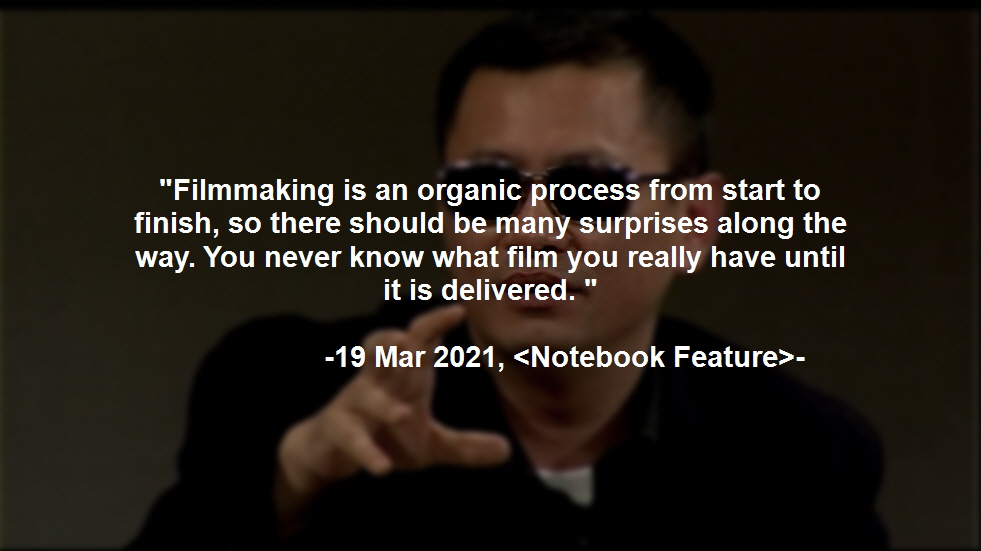 "Filmmaking is an organic process from start to
finish, so there should be many surprises along the
way. You never know what film you really have until
it is delivered. "
-19 Mar 2021, <Notebook Feature>-